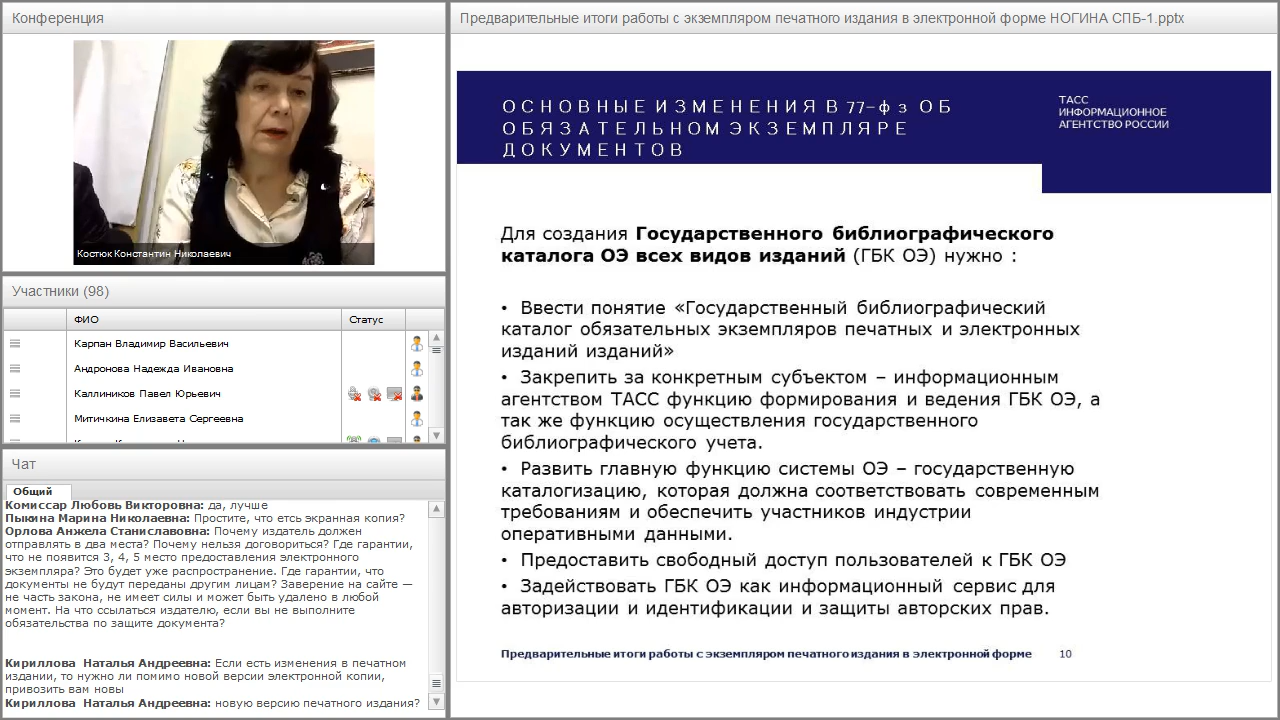 Конференция
Костюк Константин Николаевич
Участники (98)
ФИО
Статус
Карпан Владимир Васильевич
Андронова Надежда Ивановна
Каллиников Павел Юрьевич
Митичкина Елизавета Сергеевна
Чат
Общий
Комиссар Любовь Викторовна: да, лучше
Пыкина Марина Николаевна: Простите, что етсь экранная копия?
Орлова Анжела Станиславовна: Почему издатель должен
отправлять в два места? Почему нельзя договориться? Где гарантии,
что не появится 3, 4, 5 место предоставления электронного
экземпляра? Это будет уже распространение. Где гарантии, что
документы не будут переданы другим лицам? Заверение на сайте —
не часть закона, не имеет силы и может быть удалено в любой
момент. На что ссылаться издателю, если вы не выполните
обязательства по защите документа?
Кириллова Наталья Андреевна: Если есть изменения в печатном
издании, то нужно ли помимо новой версии электронной копии,
привозить вам новы
Кириллова Наталья Андреевна: новую версию печатного издания?
Предварительные итоги работы с экземпляром печатного издания в электронной форме НОГИНА СПБ-1.pptx
ОСНОВНЫЕ ИЗМЕНЕНИЯ В 77-фз ОБ
ОБЯЗАТЕЛЬНОМ ЭКЗЕМПЛЯРЕ
ДОКУМЕНТОВ
ТАСС
ИНФОРМАЦИОННОЕ
АГЕНТСТВО РОССИИ
Для создания Государственного библиографического
каталога ОЭ всех видов изданий (ГБК ОЭ) нужно :
• Ввести понятие «Государственный библиографический
каталог обязательных экземпляров печатных и электронных
изданий изданий»
• Закрепить за конкретным субъектом – информационным
агентством ТАСС функцию формирования и ведения ГБК ОЭ, а
так же функцию осуществления государственного
библиографического учета.
• Развить главную функцию системы ОЭ – государственную
каталогизацию, которая должна соответствовать современным
требованиям и обеспечить участников индустрии
оперативными данными.
• Предоставить свободный доступ пользователей к ГБК ОЭ
• Задействовать ГБК ОЭ как информационный сервис для
авторизации и идентификации и защиты авторских прав.
Предварительные итоги работы с экземпляром печатного издания в электронной форме 10